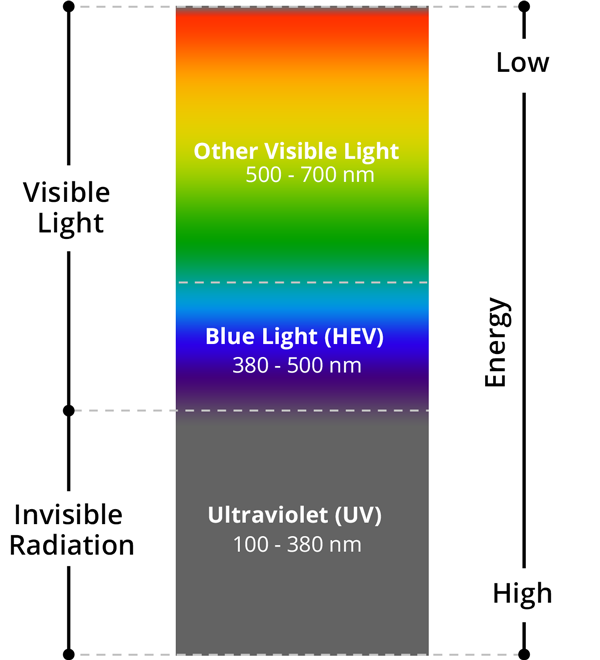 Low
Other Visible Light
500 - 700 nm
Visible
Light
Energy
Blue Light (HEV)
380 - 500 nm
Invisible
Radiation
Ultraviolet (UV)
100 - 380 nm
High